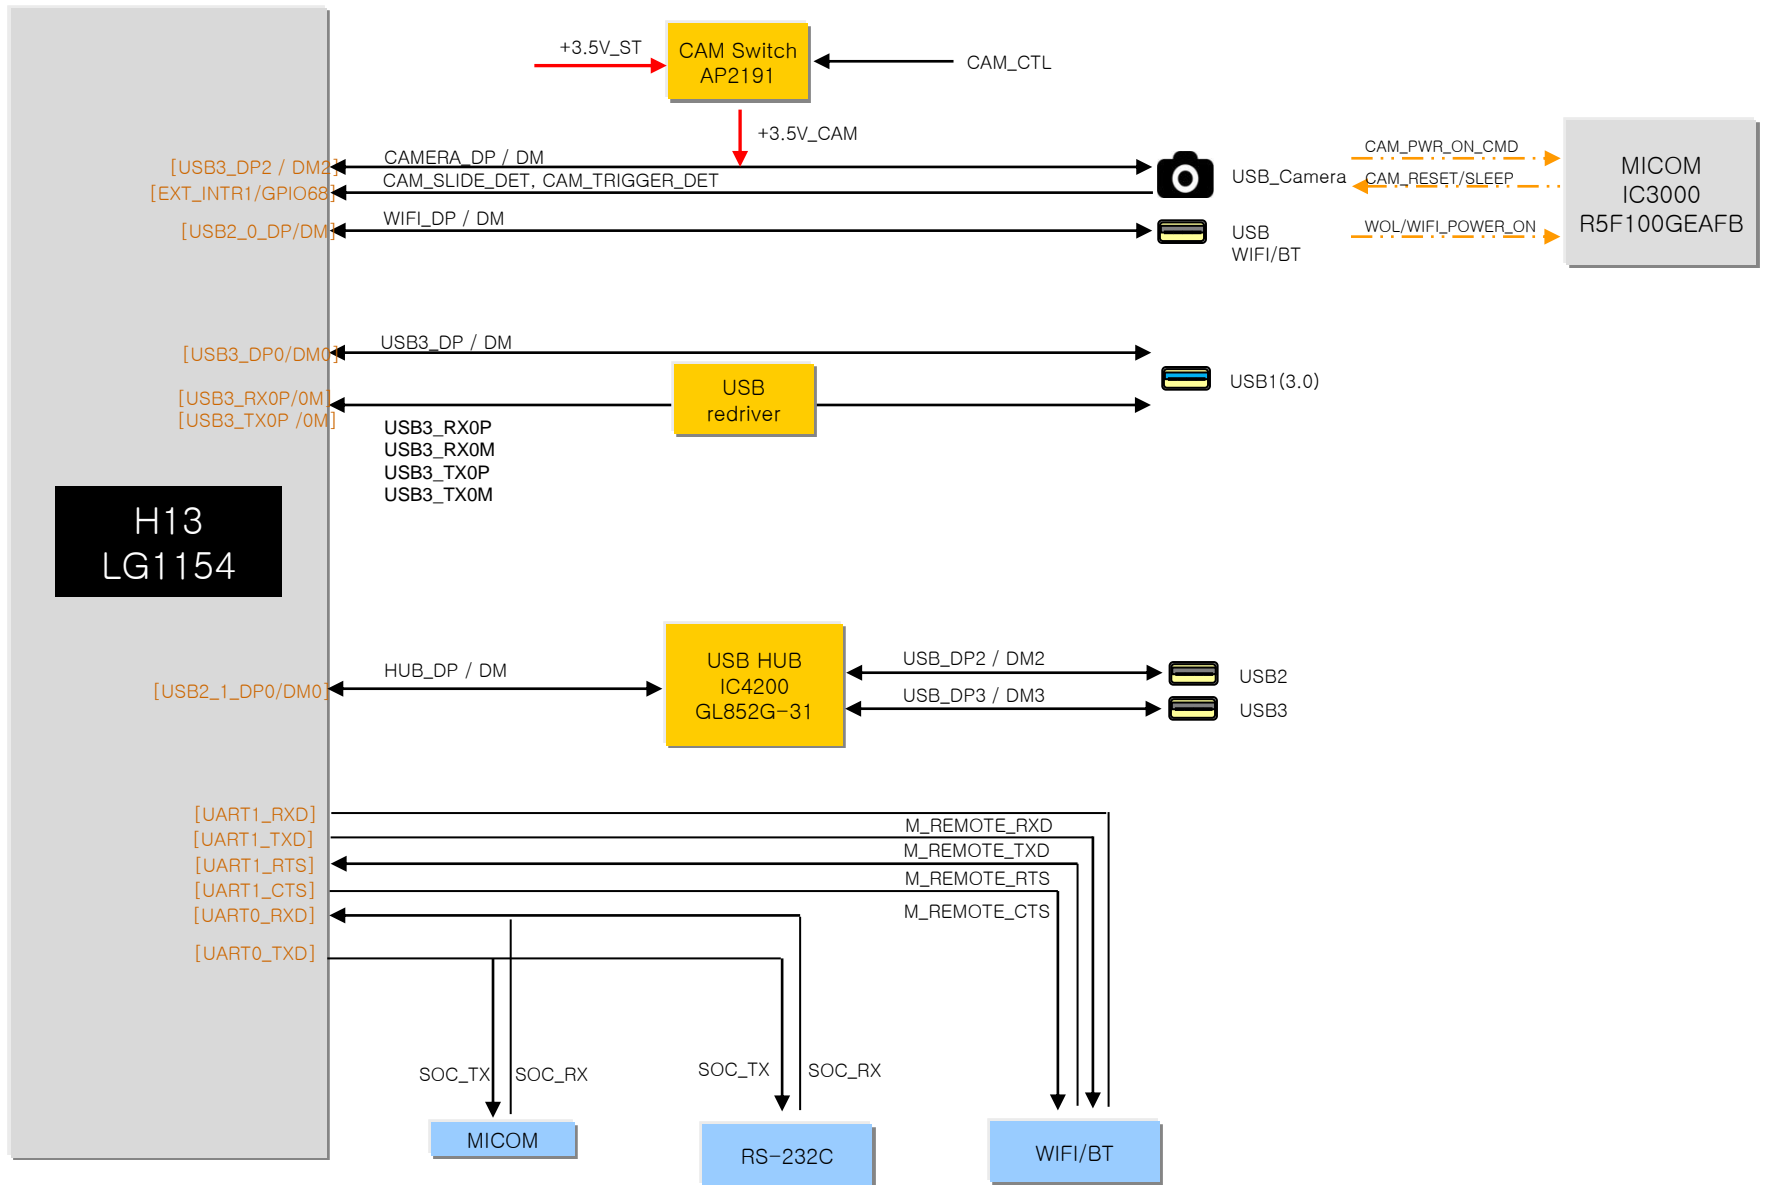 +3.5V_ST
CAM Switch
AP2191
CAM_CTL
+3.5V_CAM
[USB3_DP2 / DM2]
CAMERA_DP / DM
[EXT_INTR1/GPIO68]
CAM_SLIDE_DET, CAM_TRIGGER_DET
[USB2_0_DP/DM]
WIFI_DP / DM
USB_Camera
USB
WIFI/BT
CAM_PWR_ON_CMD
CAM_RESET/SLEEP
WOL/WIFI_POWER_ON
MICOM
IC3000
R5F100GEAFB
[USB3_DP0/DM0]
USB3_DP / DM
[USB3_RX0P/0M]
[USB3_TX0P /0M]
USB
redriver
USB1(3.0)
USB3_RX0P
USB3_RX0M
USB3_TX0P
USB3_TX0M
H13
LG1154
[USB2_1_DP0/DM0]
HUB_DP / DM
USB HUB
IC4200
GL852G-31
USB_DP2 / DM2
USB_DP3 / DM3
USB2
USB3
[UART1_RXD]
[UART1_TXD]
[UART1_RTS]
[UART1_CTS]
[UART0_RXD]
[UART0_TXD]
M_REMOTE_RXD
M_REMOTE_TXD
M_REMOTE_RTS
M_REMOTE_CTS
SOC_TX
SOC_RX
SOC_TX
SOC_RX
MICOM
RS-232C
WIFI/BT